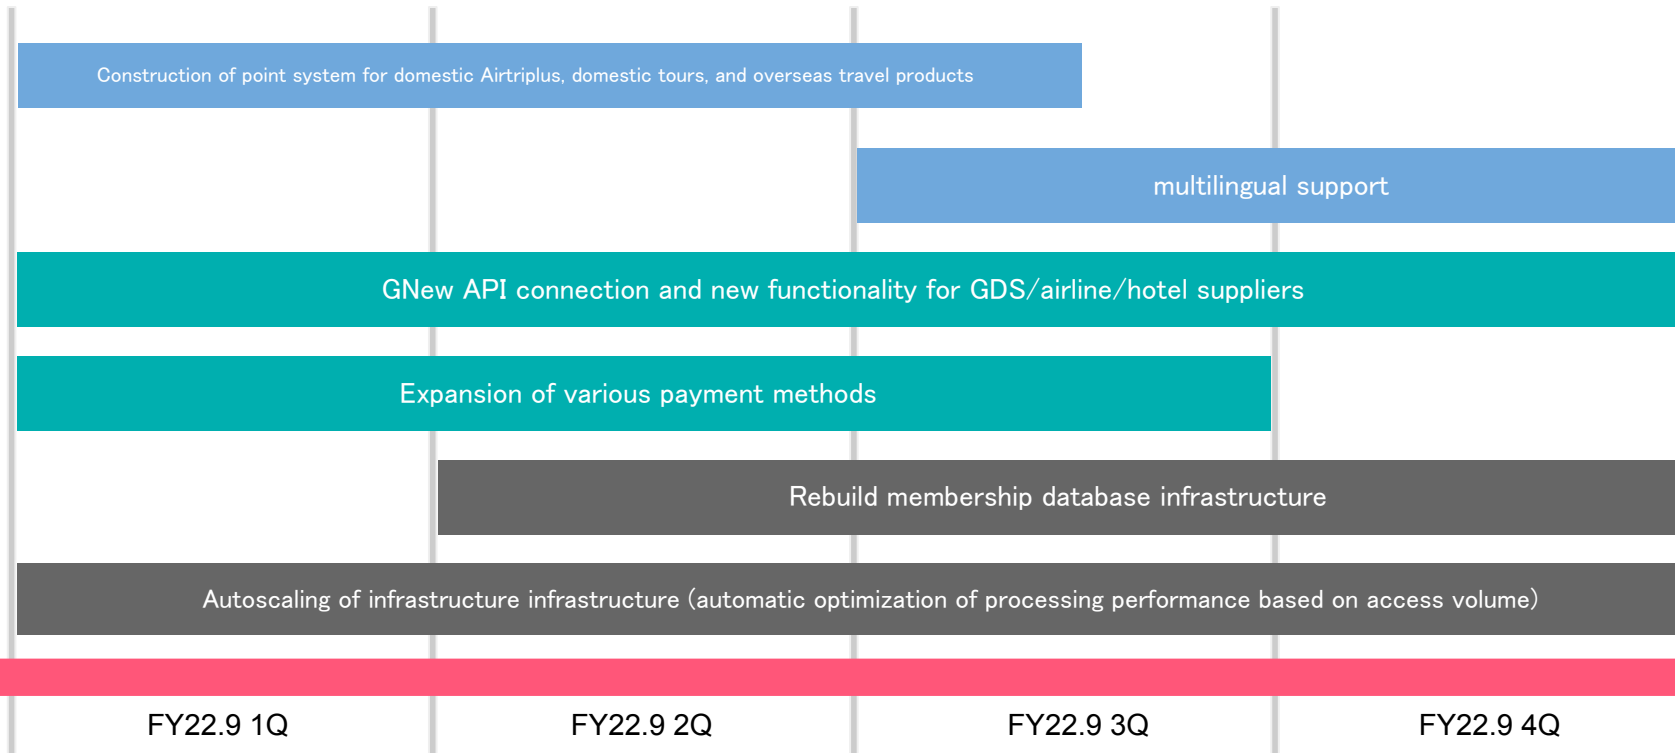 Construction of point system for domestic Airtriplus, domestic tours, and overseas travel products
multilingual support
GNew API connection and new functionality for GDS/airline/hotel suppliers
Expansion of various payment methods
Rebuild membership database infrastructure
Autoscaling of infrastructure infrastructure (automatic optimization of processing performance based on access volume)
FY22.9 1Q
FY22.9 2Q
FY22.9 3Q
FY22.9 4Q